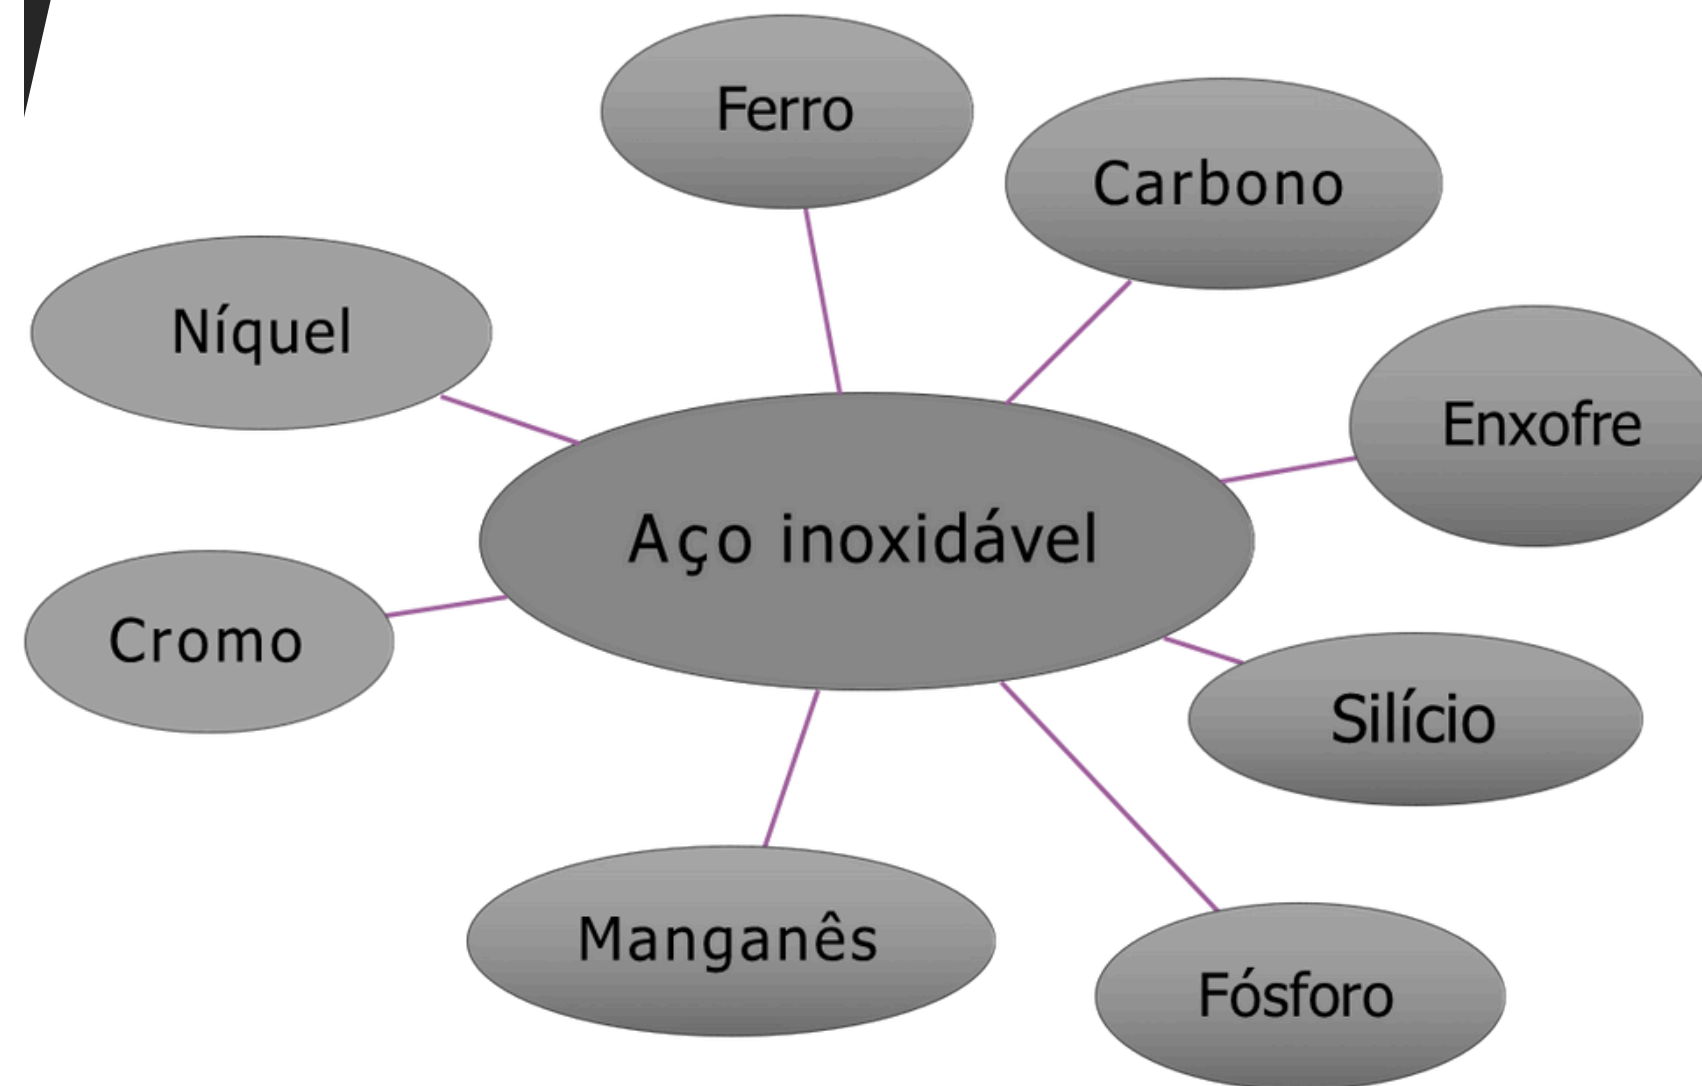 Ferro
Carbono
Níquel
Enxofre
Aço inoxidável
Cromo
Silício
Manganês
Fósforo